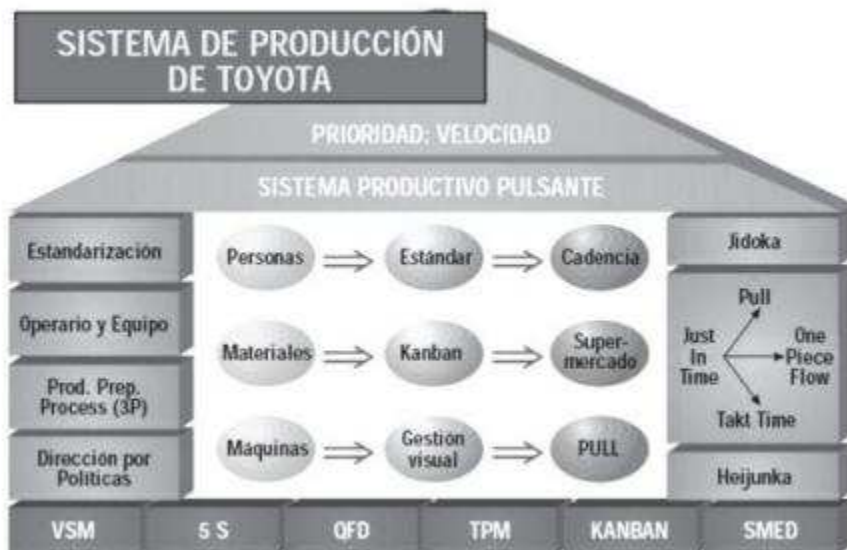 SISTEMA DE PRODUCCIÓN
DE TOYOTA
PRIORIDAD: VELOCIDAD
SISTEMA PRODUCTIVO PULSANTE
Estandarización
Operario y Equipo
Prod. Prep.
Process (3P)
Dirección por
Políticas
Personas
Estándar
Cadencia
Materiales
Kanban
Super-
mercado
Máquinas
Gestión
visual
PULL
Jidoka
Pull
Just
In
Time
One
Piece
Flow
Takt Time
Heijunka
VSM
5 S
QFD
TPM
KANBAN
SMED